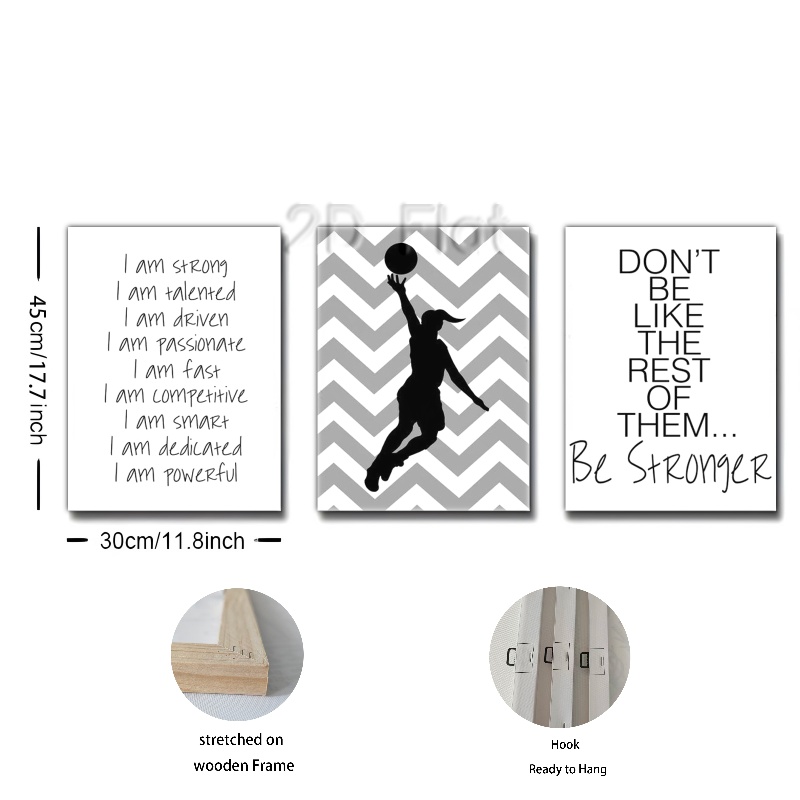 2D Flat
I am strong
I am talented
I am driven
I am passionate
I am fast
I am competitive
I am smart
I am dedicated
I am powerful
DON'T
BE
LIKE
THE
REST
OF
THEM...
Be Stronger
45cm/17.7inch
30cm/11.8inch
stretched on
wooden Frame
Hook
Ready to Hang